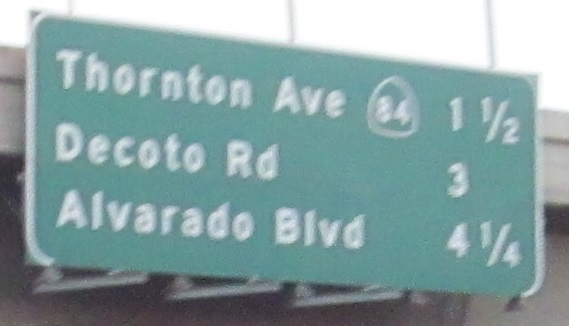 Thornton Ave 84 1 1/2
Decoto Rd 3
Alvarado Blvd 4 1/4